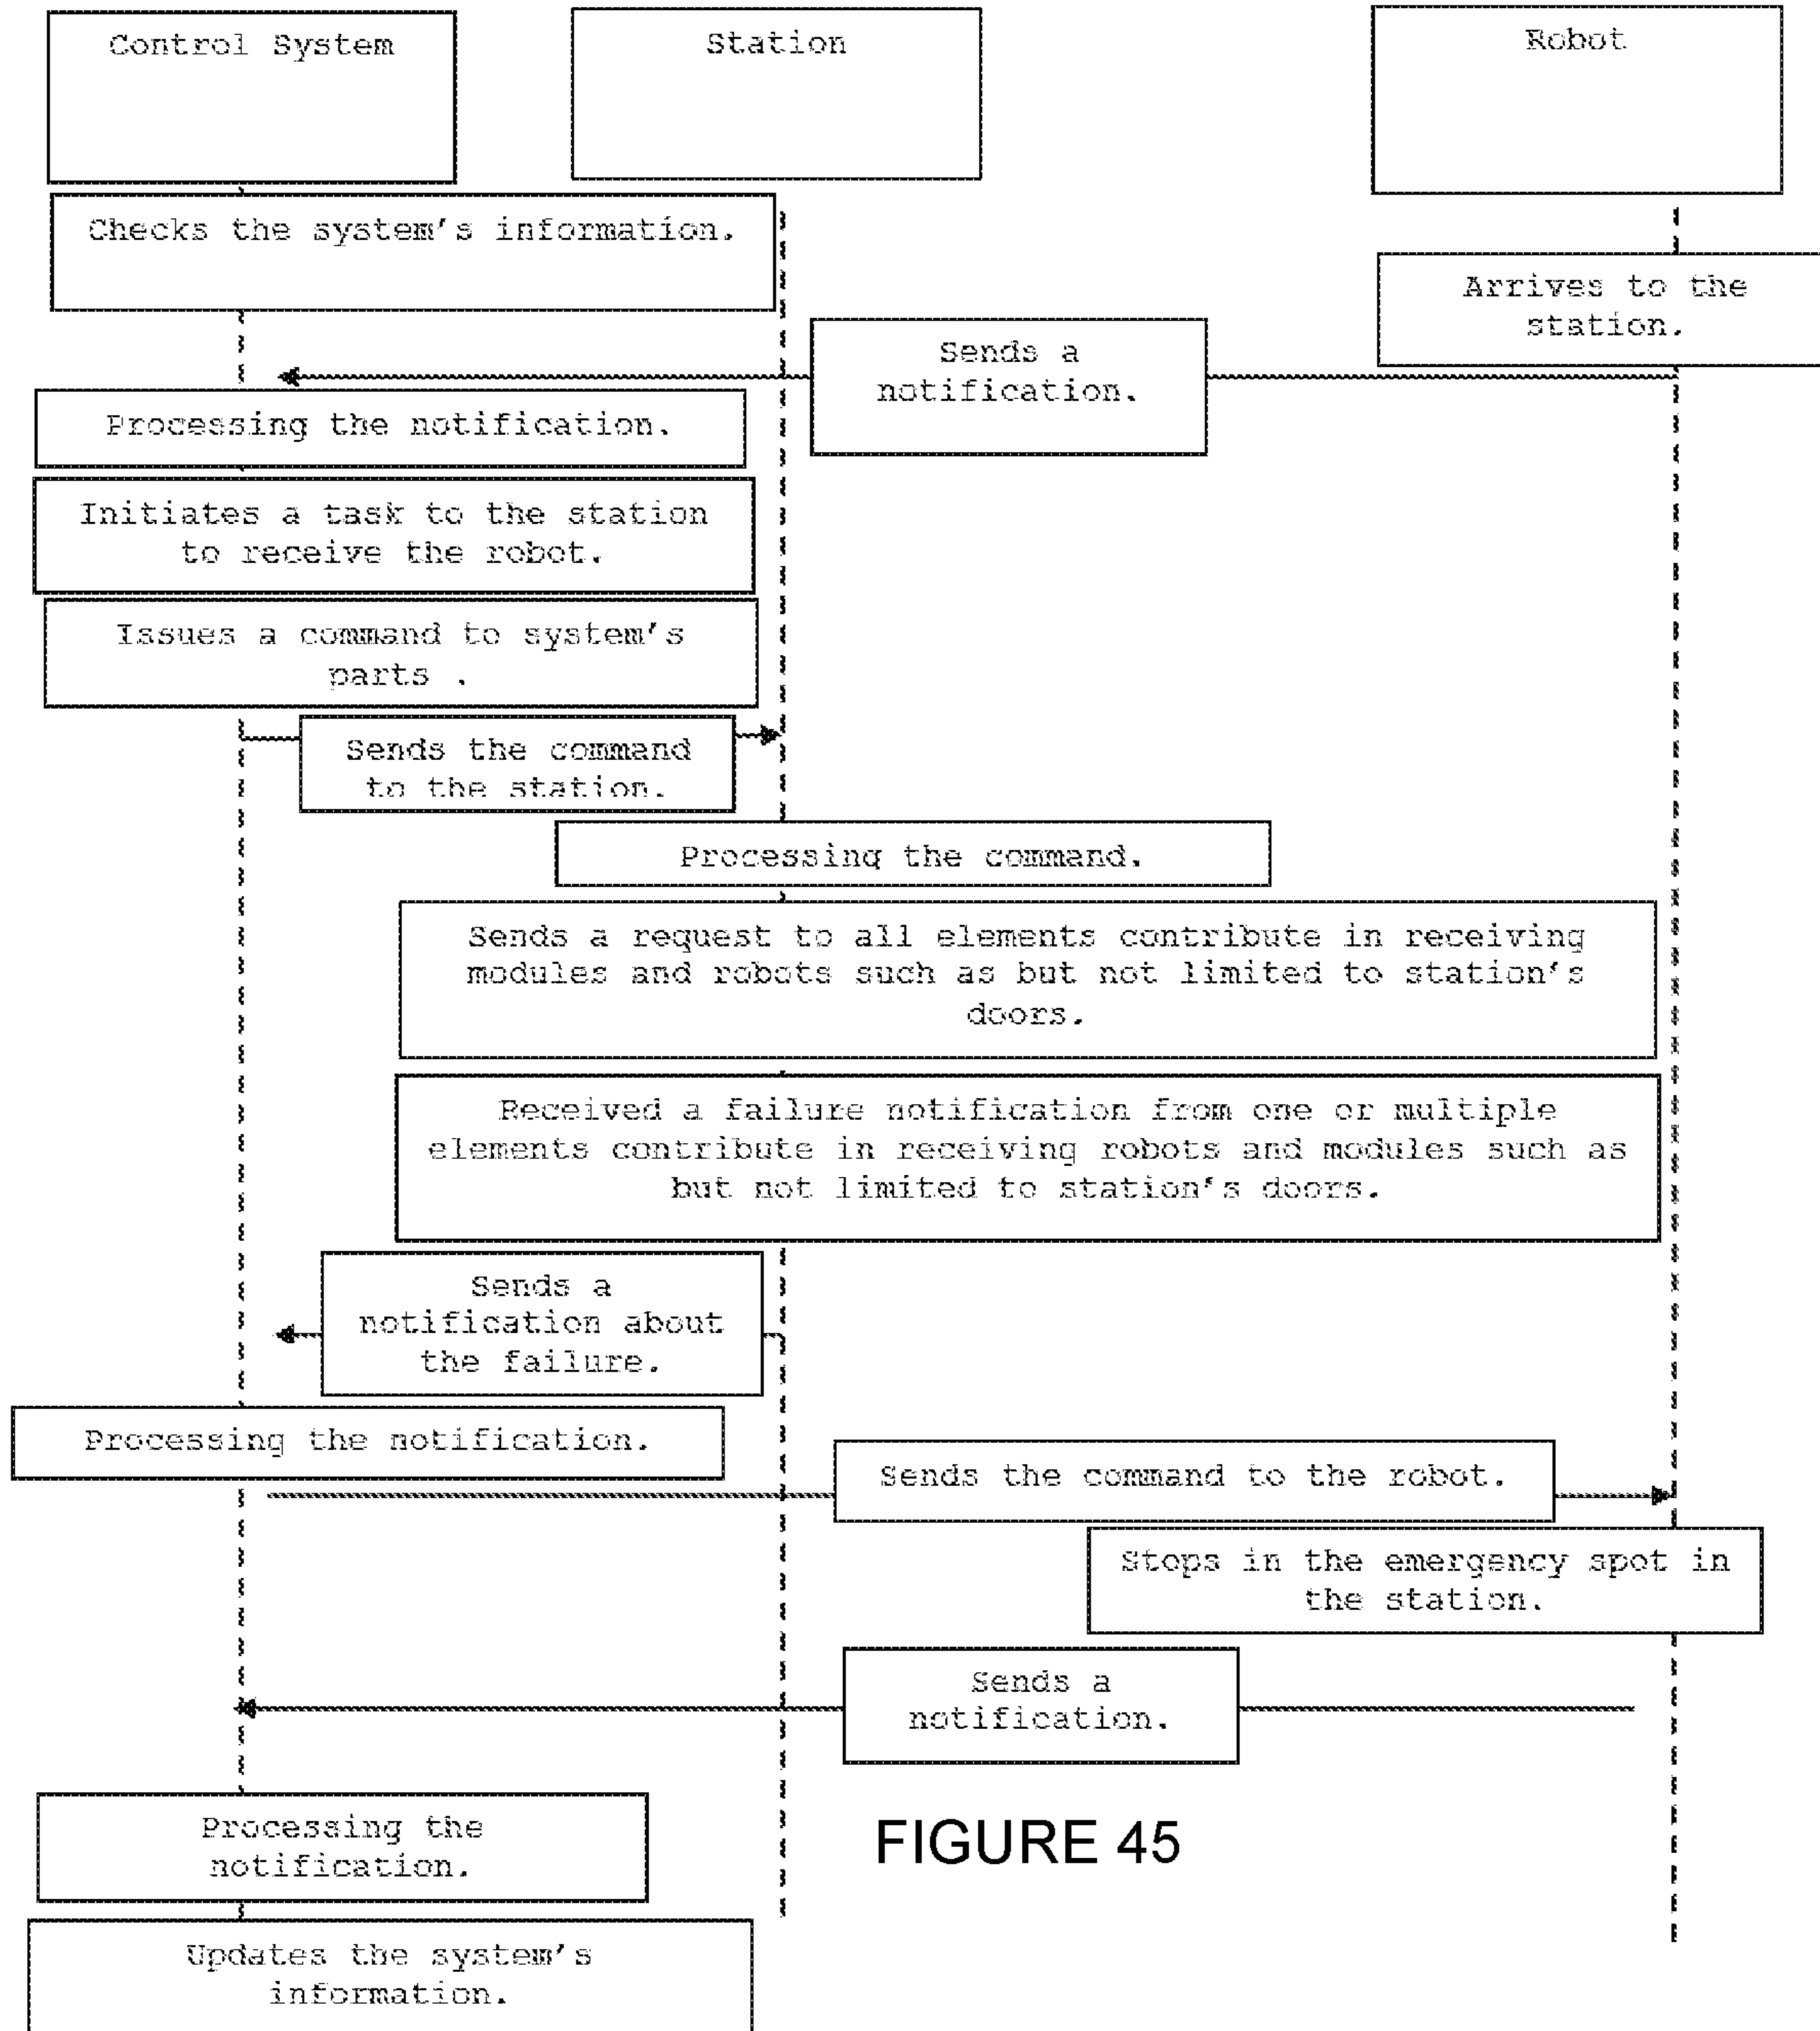 Control System
Station
Robot
Checks the system's information.
Arrives to the
station.
Sends a
notification.
Processing the notification.
Initiates a task to the station
to receive the robot.
Issues a command to system's
parts .
Sends the command
to the station.
Processing the command.
Sends a request to all elements contribute in receiving
modules and robots such as but not limited to station's
doors.
Received a failure notification from one or multiple
elements contribute in receiving robots and modules such as
but not limited to station's doors.
Sends a
notification about
the failure.
Processing the notification.
Sends the command to the robot.
Stops in the emergency spot in
the station.
Sends a
notification.
Processing the
notification.
FIGURE 45
Updates the system's
information.